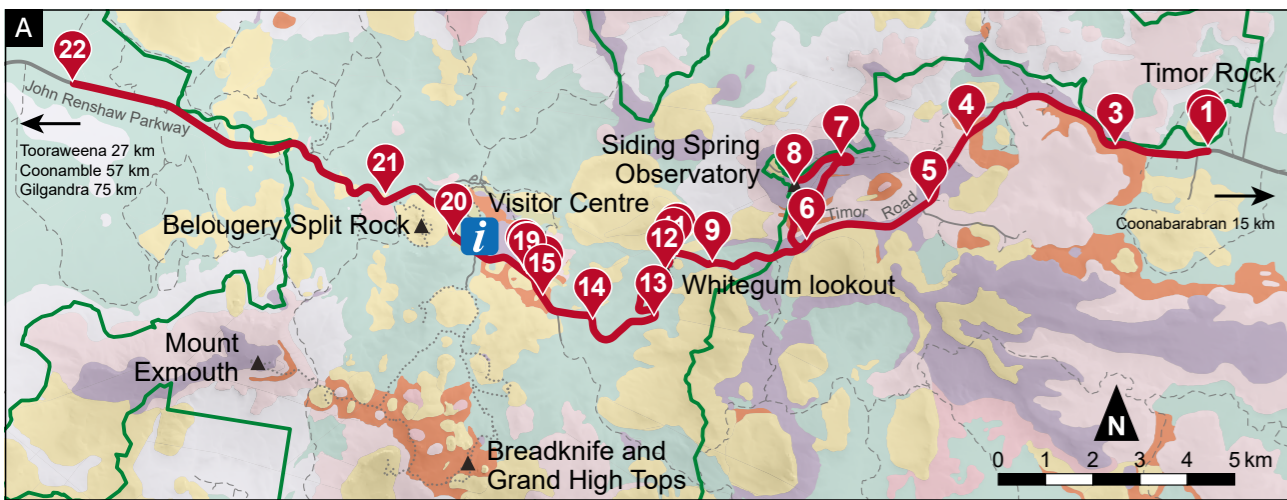 A
22
John Renshaw Parkway
Tooraweena 27 km
Coonamble 57 km
Gilgandra 75 km
21
20
i
Visitor Centre
Belougery Split Rock
19
15
14
13
12
11
9
Whitegum lookout
Siding Spring
Observatory
8
7
6
Timor Road
5
4
3
Timor Rock
1
Coonabarabran 15 km
Mount
Exmouth
Breadknife and
Grand High Tops
N
0 1 2 3 4 5 km